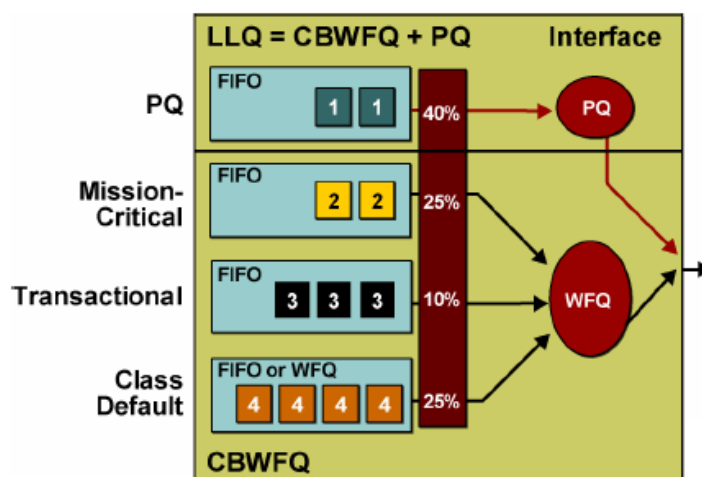 LLQ = CBWFQ + PQ
Interface
PQ
FIFO
1 1
40%
PQ
Mission-
Critical
FIFO
2 2
25%
Transactional
FIFO
3 3 3
10%
WFQ
Class
Default
FIFO or WFQ
4 4 4 4
25%
CBWFQ